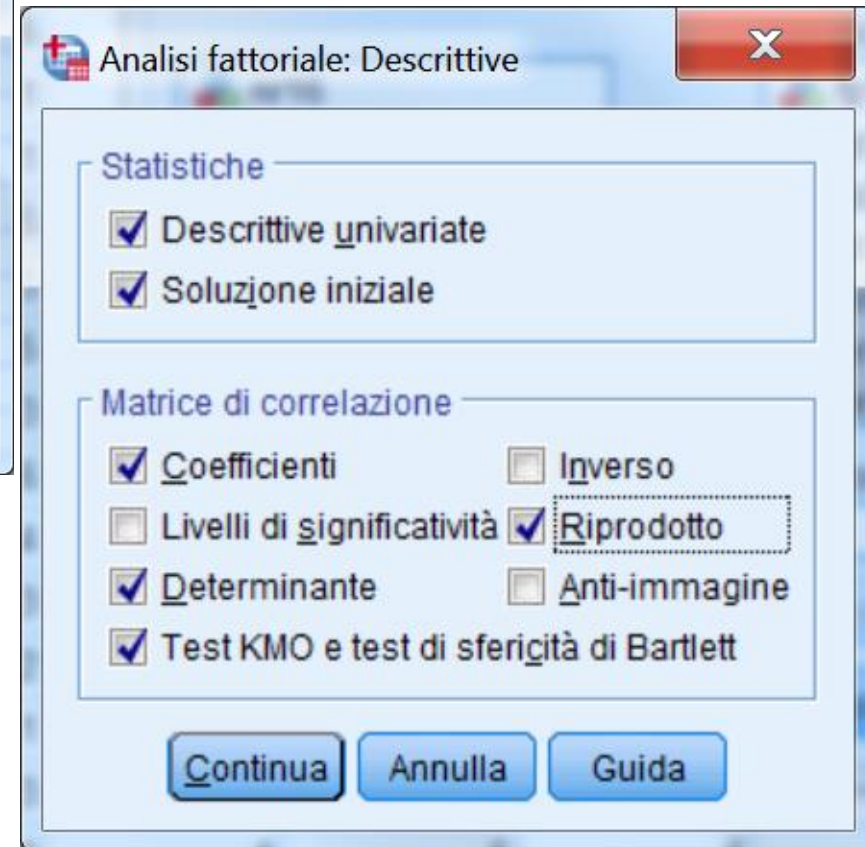 Analisi fattoriale: Descrittive
Statistiche
Descrittive univariate
Soluzione iniziale
Matrice di correlazione
Coefficienti Inverso
Livelli di significatività Riprodotto
Determinante Anti-immagine
Test KMO e test di sfericità di Bartlett
Continua Annulla Guida